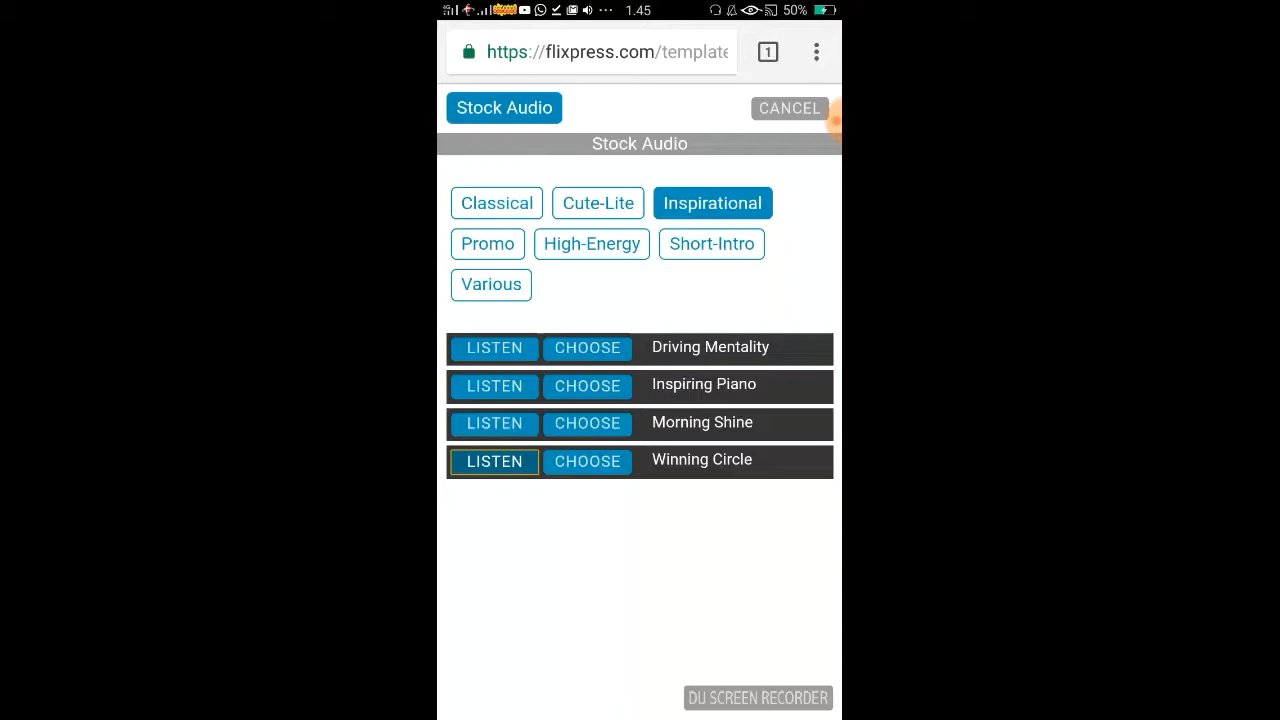 1.45 50%
https://flixpress.com/template
1
Stock Audio CANCEL
Stock Audio
Classical Cute-Lite Inspirational
Promo High-Energy Short-Intro
Various
LISTEN CHOOSE Driving Mentality
LISTEN CHOOSE Inspiring Piano
LISTEN CHOOSE Morning Shine
LISTEN CHOOSE Winning Circle
DU SCREEN RECORDER